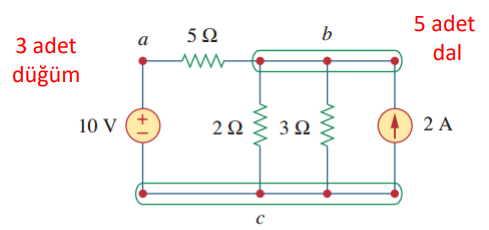 3 adet
düğüm
a
5 Ω
b
5 adet
dal
10 V
+
2 Ω
3 Ω
2 A
c